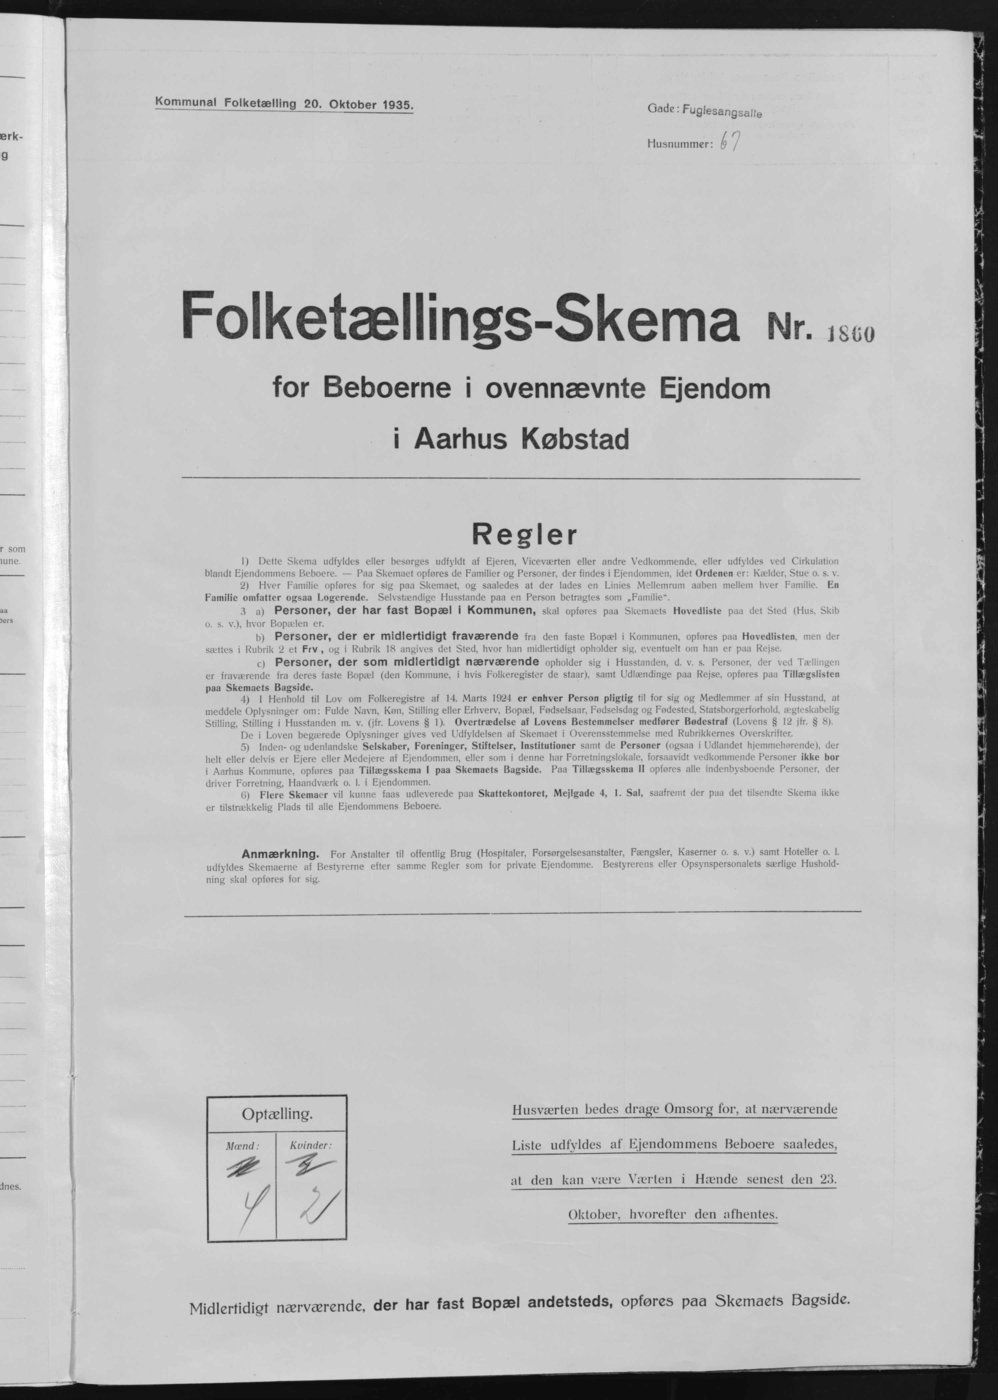 Kommunal Folketælling 20. Oktober 1935.
Gade: Fuglesangsalle
Husnummer: 67
Folketællings-Skema Nr. 1860
for Beboerne i ovennævnte Ejendom
i Aarhus Købstad
Regler
1) Dette Skema udfyldes eller besørges udfyldt af Ejeren, Viceværten eller andre Vedkommende, eller udfyldes ved Cirkulation
blandt Ejendommens Beboere. — Paa Skemaet opføres de Familier og Personer, der findes i Ejendommen, idet Ordenen er: Kælder, Stue o. s. v.
2) Hver Familie opføres for sig paa Skemaet, og saaledes at der lades en Linies Mellemrum aaben mellem hver Familie. En
Familie omfatter ogsaa Logerende. Selvstændige Husstande paa en Person betragtes som „Familie".
3 a) Personer, der har fast Bopæl i Kommunen, skal opføres paa Skemaets Hovedliste paa det Sted (Hus, Skib
o. s. v.), hvor Bopælen er.
b) Personer, der er midlertidigt fraværende fra den faste Bopæl i Kommunen, opføres paa Hovedlisten, men der
sættes i Rubrik 2 et Frv, og i Rubrik 18 angives det Sted, hvor han midlertidigt opholder sig, eventuelt om han er paa Rejse.
c) Personer, der som midlertidigt nærværende opholder sig i Husstanden, d. v. s. Personer, der ved Tællingen
er fraværende fra deres faste Bopæl (den Kommune, i hvis Folkeregister de staar), samt Udlændinge paa Rejse, opføres paa Tillægslisten
paa Skemaets Bagside.
4) I Henhold til Lov om Folkeregistre af 14. Marts 1924 er enhver Person pligtig til for sig og Medlemmer af sin Husstand, at
meddele Oplysninger om: Fulde Navn, Køn, Stilling eller Erhverv, Bopæl, Fødselsaar, Fødselsdag og Fødested, Statsborgerforhold, ægteskabelig
Stilling, Stilling i Husstanden m. v. (jfr. Lovens § 1). Overtrædelse af Lovens Bestemmelser medfører Bødestraf (Lovens § 12 jfr. § 8).
De i Loven begærede Oplysninger gives ved Udfyldelsen af Skemaet i Overensstemmelse med Rubrikkernes Overskrifter.
5) Inden- og udenlandske Selskaber, Foreninger, Stiftelser, Institutioner samt de Personer (ogsaa i Udlandet hjemmehørende), der
helt eller delvis er Ejere eller Medejere af Ejendommen, eller som i denne har Forretningslokale, forsaavidt vedkommende Personer ikke bor
i Aarhus Kommune, opføres paa Tillægsskema I paa Skemaets Bagside. Paa Tillægsskema II opføres alle indenbysboende Personer, der
driver Forretning, Haandværk o. l. i Ejendommen.
6) Flere Skemaer vil kunne faas udleverede paa Skattekontoret, Mejlgade 4, 1. Sal, saafremt der paa det tilsendte Skema ikke
er tilstrækkelig Plads til alle Ejendommens Beboere.
Anmærkning. For Anstalter til offentlig Brug (Hospitaler, Forsørgelsesanstalter, Fængsler, Kaserner o. s. v.) samt Hoteller o. l.
udfyldes Skemaerne af Bestyrerne efter samme Regler som for private Ejendomme. Bestyrerens eller Opsynspersonalets særlige Hushold-
ning skal opføres for sig.
Optælling.
Mænd: Kvinder:
4 2
Husværten bedes drage Omsorg for, at nærværende
Liste udfyldes af Ejendommens Beboere saaledes,
at den kan være Værten i Hænde senest den 23.
Oktober, hvorefter den afhentes.
Midlertidigt nærværende, der har fast Bopæl andetsteds, opføres paa Skemaets Bagside.